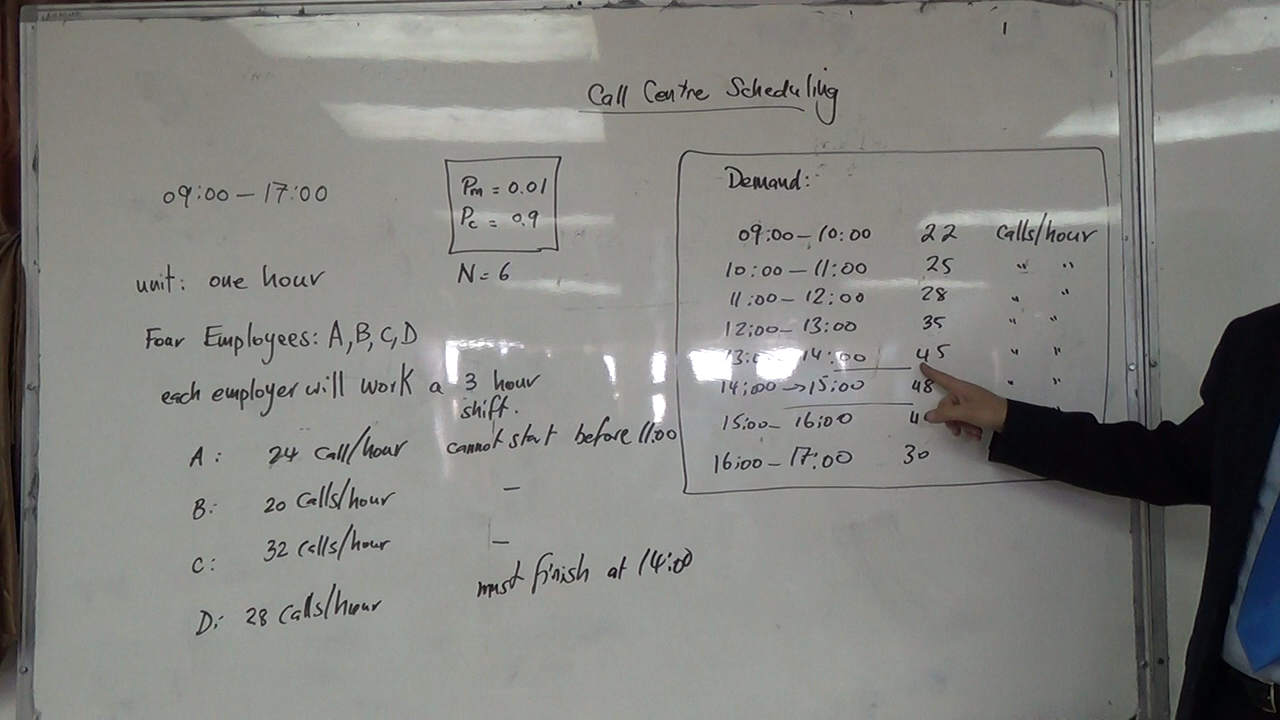 Call Centre Scheduling
09:00 – 17:00
Pm = 0.01
Pc = 0.9
N = 6
unit: one hour
Four Employees: A, B, C, D
each employer will work a 3 hour
shift.
A: 24 Call/hour cannot start before 11:00
B: 20 Calls/hour –
C: 32 Calls/hour –
D: 28 Calls/hour must finish at 14:00
Demand:
09:00 – 10:00 22 Calls/hour
10:00 – 11:00 25 " "
11:00 – 12:00 28 " "
12:00 – 13:00 35 " "
13: 14:00 45 " "
14:00 → 15:00 48 " "
15:00 – 16:00
16:00 – 17:00 30